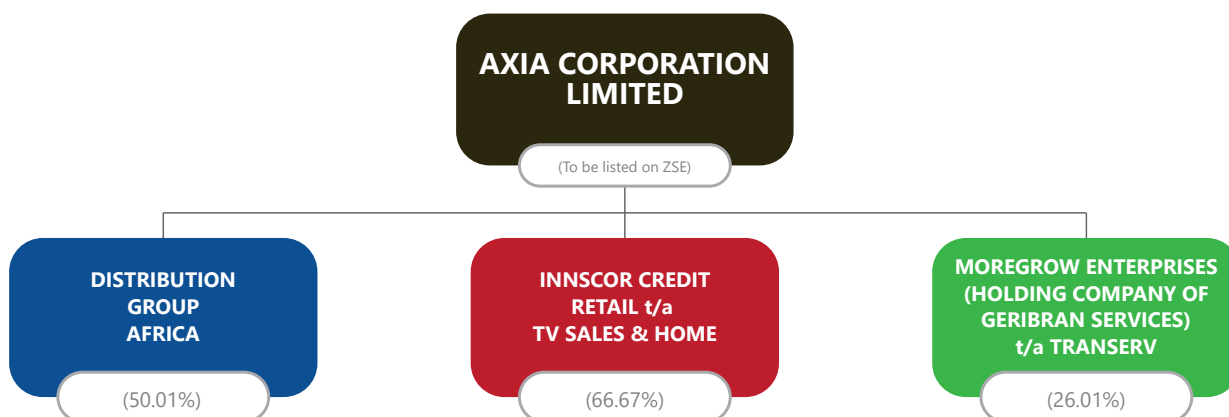 AXIA CORPORATION
LIMITED
(To be listed on ZSE)
DISTRIBUTION
GROUP
AFRICA
(50.01%)
INNSCOR CREDIT
RETAIL t/a
TV SALES & HOME
(66.67%)
MOREGROW ENTERPRISES
(HOLDING COMPANY OF
GERIBRAN SERVICES)
t/a TRANSERV
(26.01%)